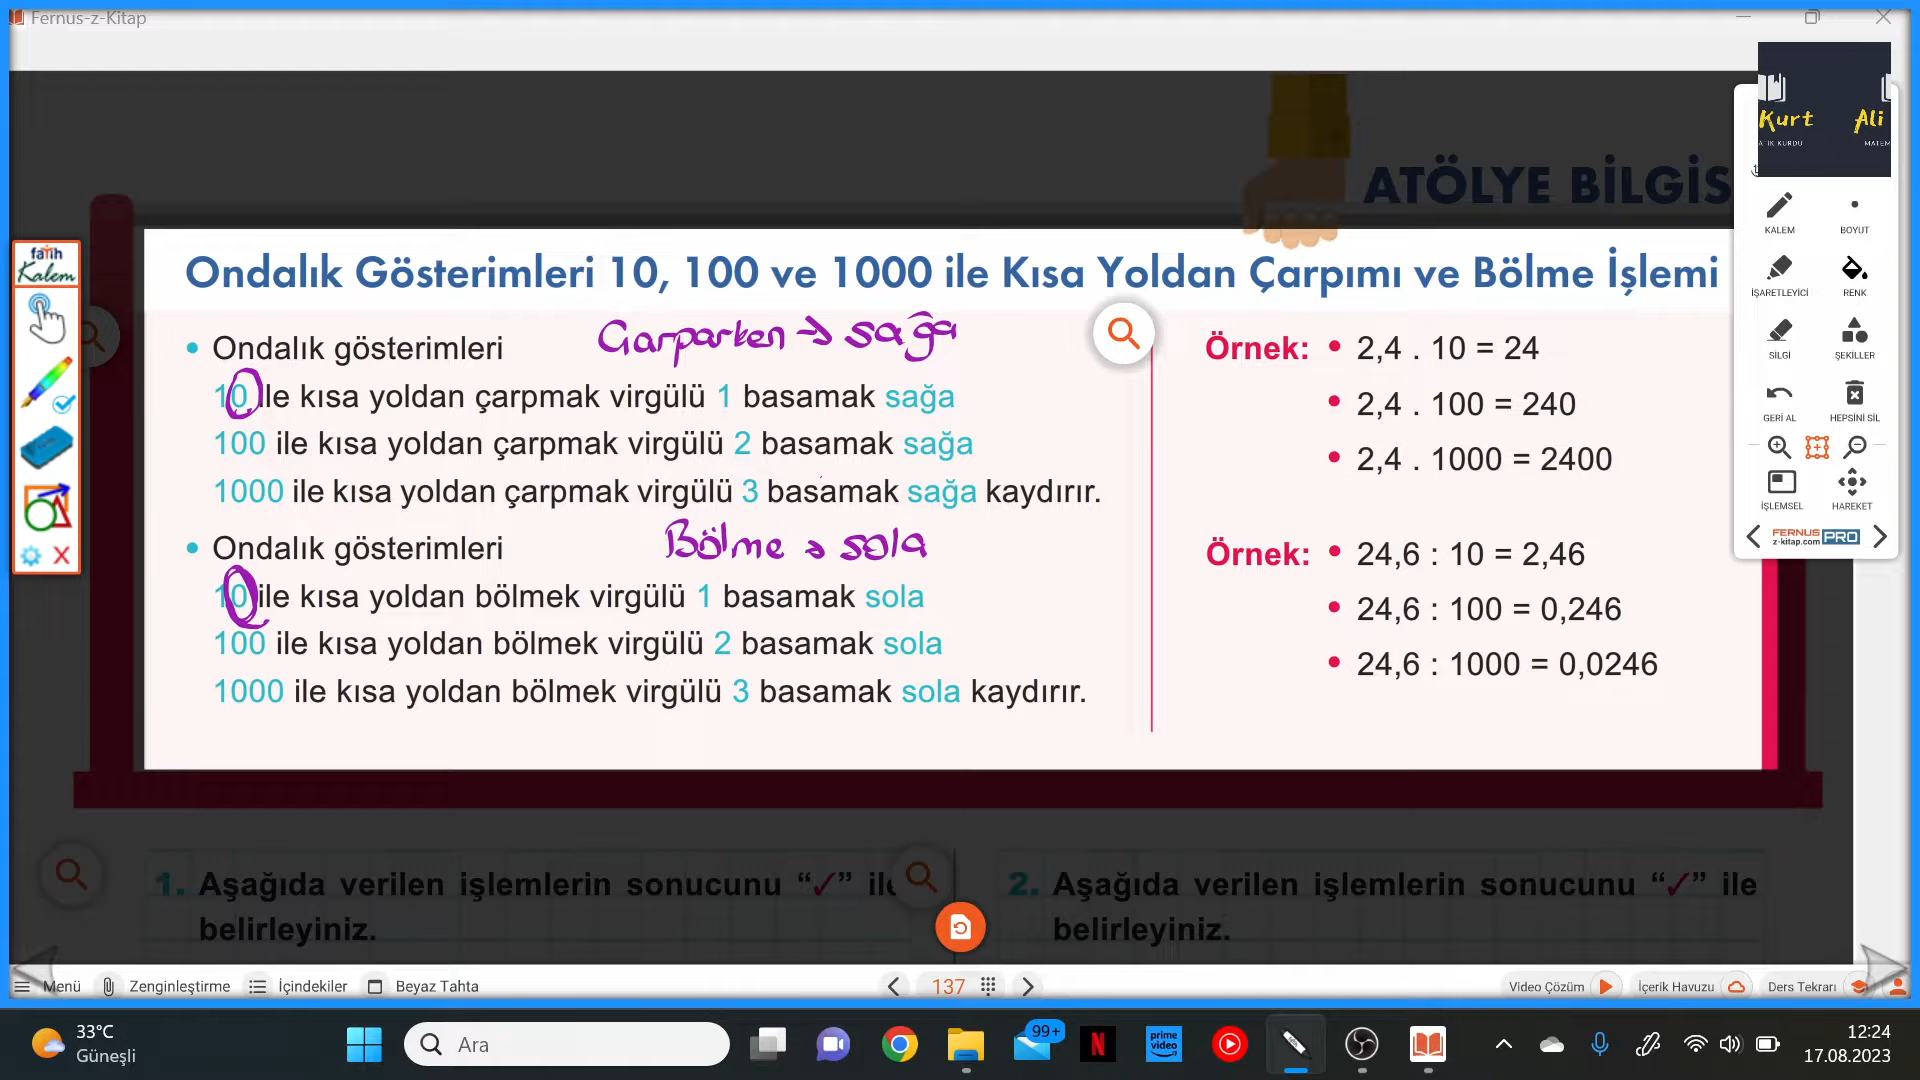 Fernus-z-Kitap
Kurt Ali
MATEM
ATÖLYE BİLGİS
fatih
Kalem
Ondalık Gösterimleri 10, 100 ve 1000 ile Kısa Yoldan Çarpımı ve Bölme İşlemi
Çarparken → sağa
• Ondalık gösterimleri
10 ile kısa yoldan çarpmak virgülü 1 basamak sağa
100 ile kısa yoldan çarpmak virgülü 2 basamak sağa
1000 ile kısa yoldan çarpmak virgülü 3 basamak sağa kaydırır.
Bölme → sola
• Ondalık gösterimleri
10 ile kısa yoldan bölmek virgülü 1 basamak sola
100 ile kısa yoldan bölmek virgülü 2 basamak sola
1000 ile kısa yoldan bölmek virgülü 3 basamak sola kaydırır.
Örnek: • 2,4 . 10 = 24
• 2,4 . 100 = 240
• 2,4 . 1000 = 2400
Örnek: • 24,6 : 10 = 2,46
• 24,6 : 100 = 0,246
• 24,6 : 1000 = 0,0246
KALEM BOYUT
İŞARETLEYİCİ RENK
SİLGİ ŞEKİLLER
GERİ AL HEPSİNİ SİL
İŞLEMSEL HAREKET
FERNUS
z-kitap.com PRO
1. Aşağıda verilen işlemlerin sonucunu “✓” ile
belirleyiniz.
2. Aşağıda verilen işlemlerin sonucunu “✓” ile
belirleyiniz.
Menü Zenginleştirme İçindekiler Beyaz Tahta 137 Video Çözüm İçerik Havuzu Ders Tekrarı
33°C
Güneşli
Ara
99+
N
prime
video
12:24
17.08.2023